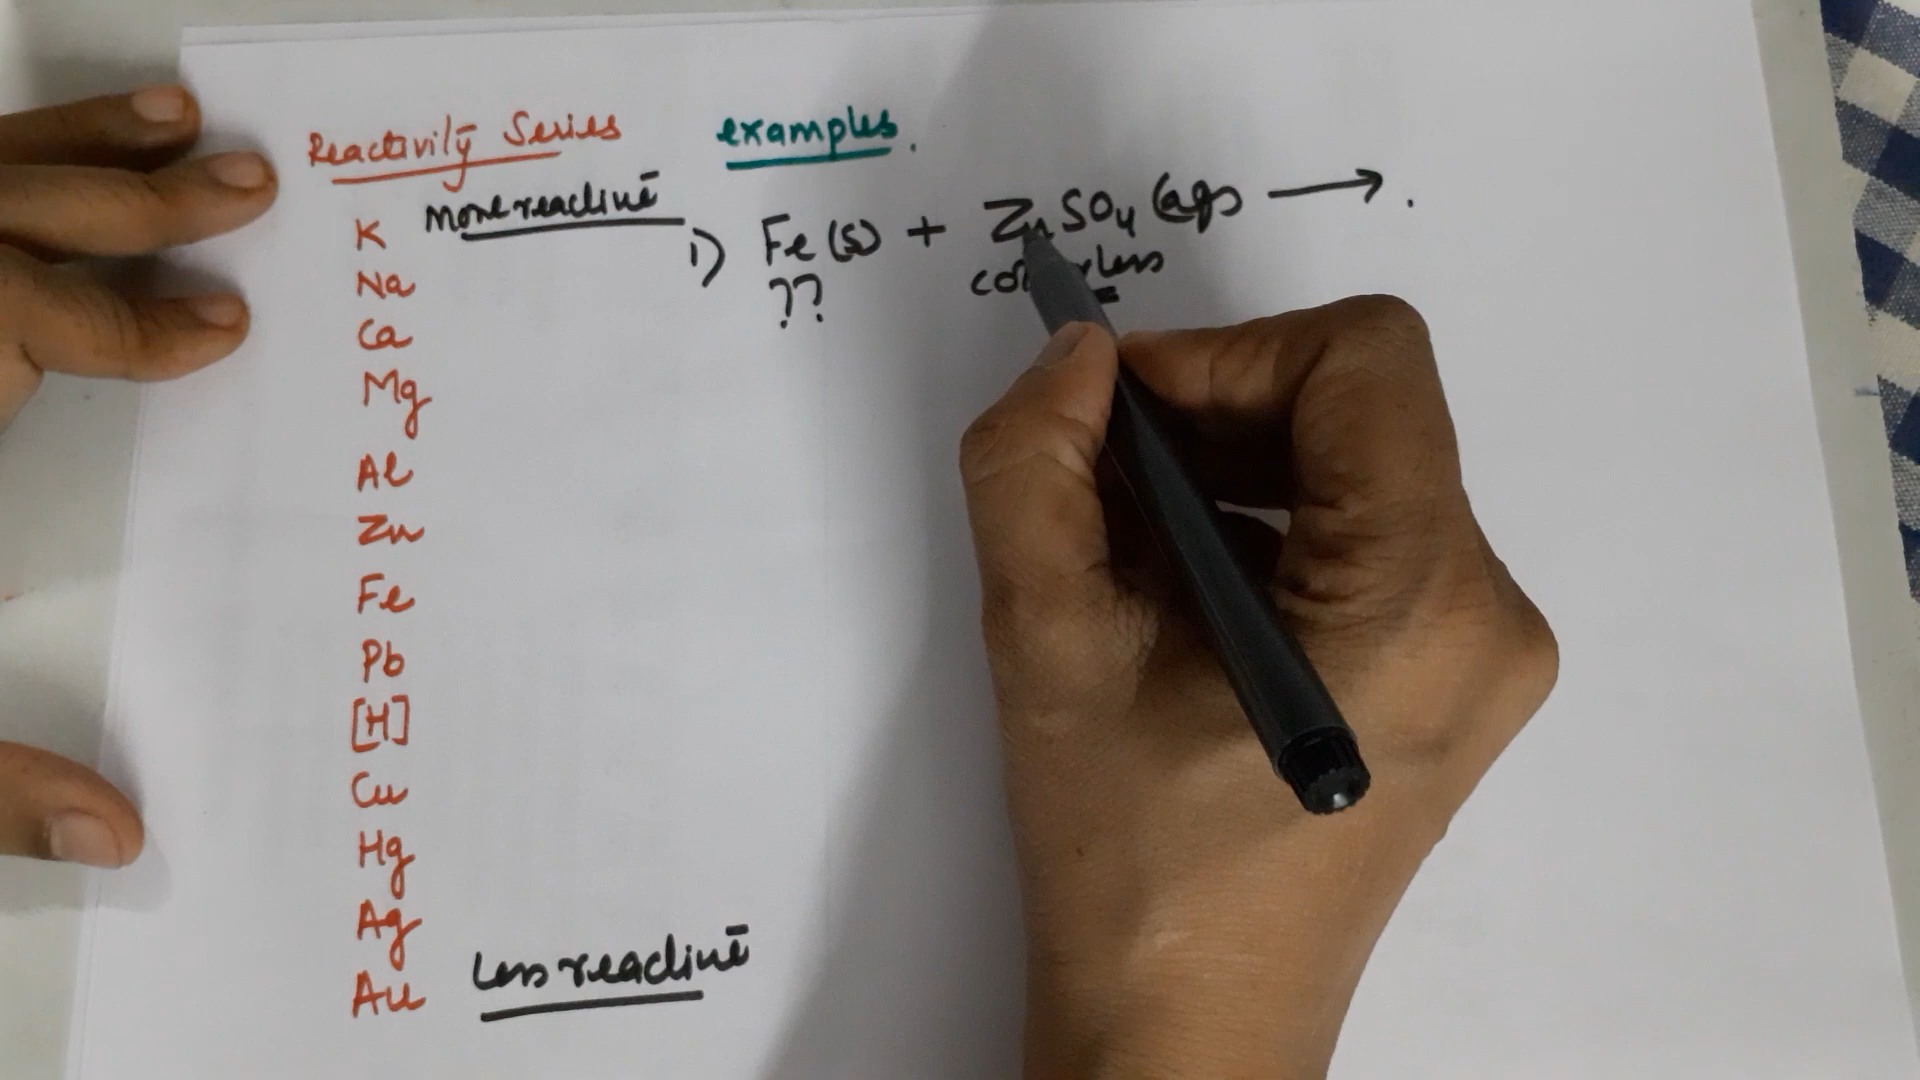 Reactivity Series
examples.
More reactive
1) Fe (s) + ZnSO4 (aq) ⟶ .
??
K
Na
Ca
Mg
Al
Zn
Fe
Pb
[H]
Cu
Hg
Ag
Au
Less reactive